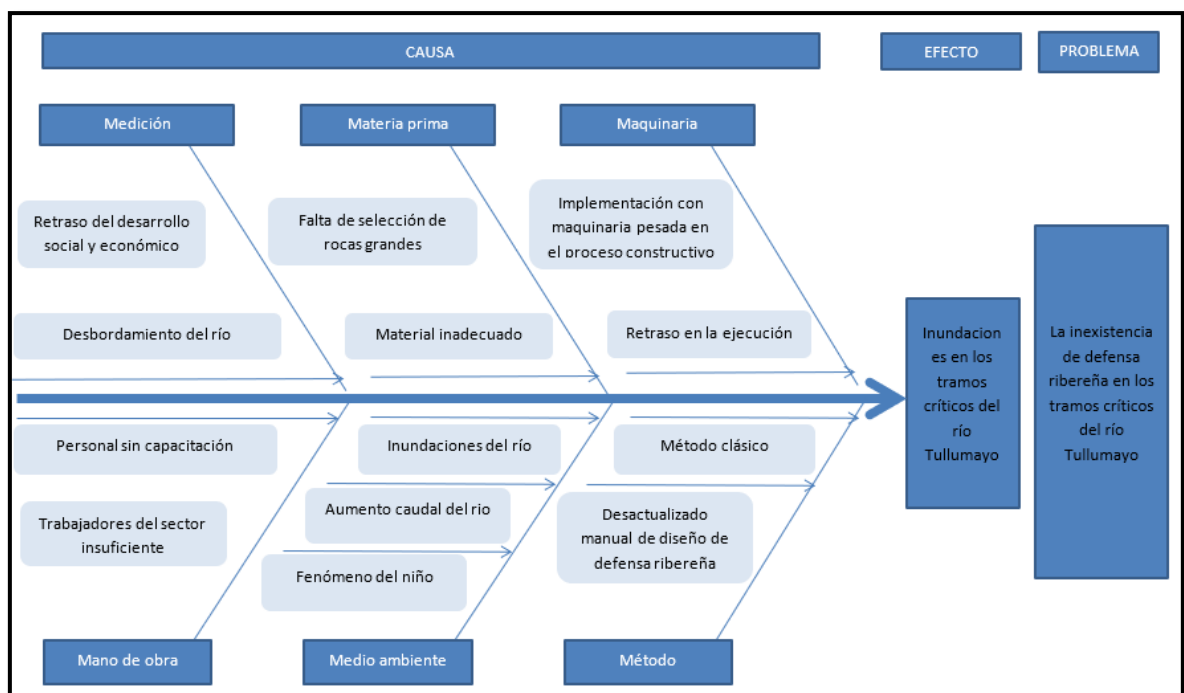 CAUSA
EFECTO
PROBLEMA
Medición
Materia prima
Maquinaria
Retraso del desarrollo
social y económico
Falta de selección de
rocas grandes
Implementación con
maquinaria pesada en
el proceso constructivo
Desbordamiento del río
Material inadecuado
Retraso en la ejecución
Personal sin capacitación
Inundaciones del río
Método clásico
Trabajadores del sector
insuficiente
Aumento caudal del rio
Desactualizado
manual de diseño de
defensa ribereña
Fenómeno del niño
Mano de obra
Medio ambiente
Método
Inundacion
es en los
tramos
críticos del
río
Tullumayo
La inexistencia
de defensa
ribereña en los
tramos críticos
del río
Tullumayo